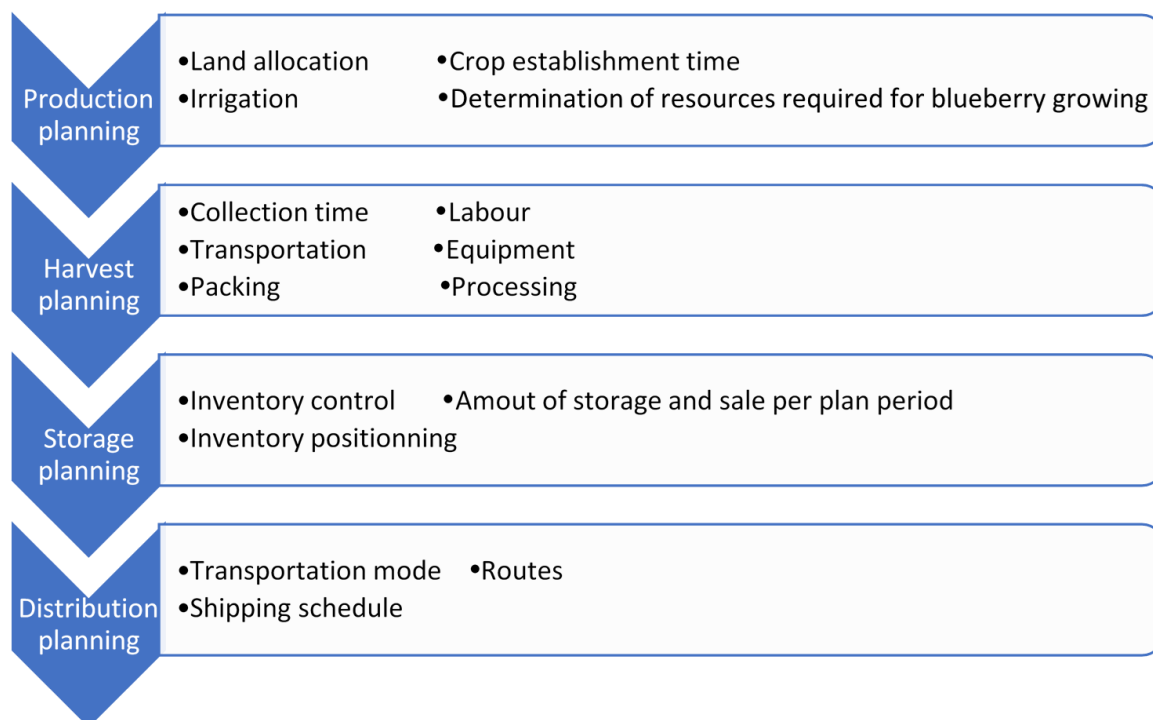 Production
planning
•Land allocation •Crop establishment time
•Irrigation •Determination of resources required for blueberry growing
Harvest
planning
•Collection time •Labour
•Transportation •Equipment
•Packing •Processing
Storage
planning
•Inventory control •Amout of storage and sale per plan period
•Inventory positionning
Distribution
planning
•Transportation mode •Routes
•Shipping schedule